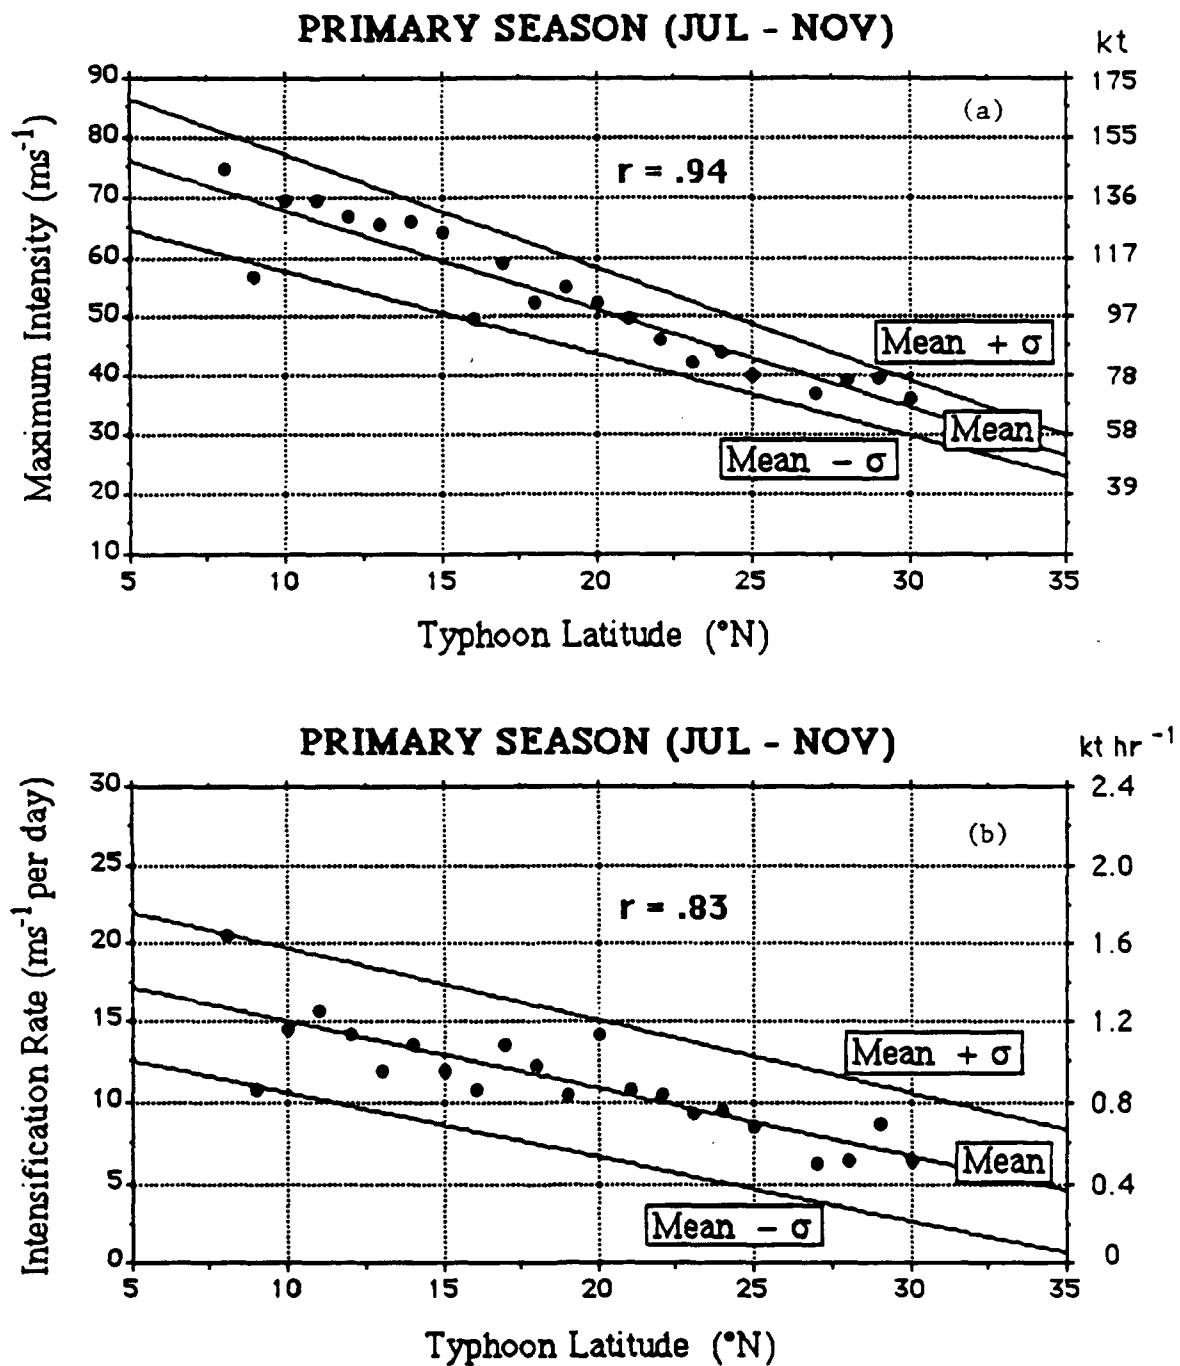 PRIMARY SEASON (JUL - NOV)
kt
(a)
r = .94
Maximum Intensity (ms⁻¹)
90
80
70
60
50
40
30
20
10
175
155
136
117
97
78
58
39
Mean + σ
Mean
Mean - σ
5 10 15 20 25 30 35
Typhoon Latitude (°N)
PRIMARY SEASON (JUL - NOV)
kt hr ⁻¹
(b)
r = .83
Intensification Rate (ms⁻¹ per day)
30
25
20
15
10
5
0
2.4
2.0
1.6
1.2
0.8
0.4
0
Mean + σ
Mean
Mean - σ
5 10 15 20 25 30 35
Typhoon Latitude (°N)